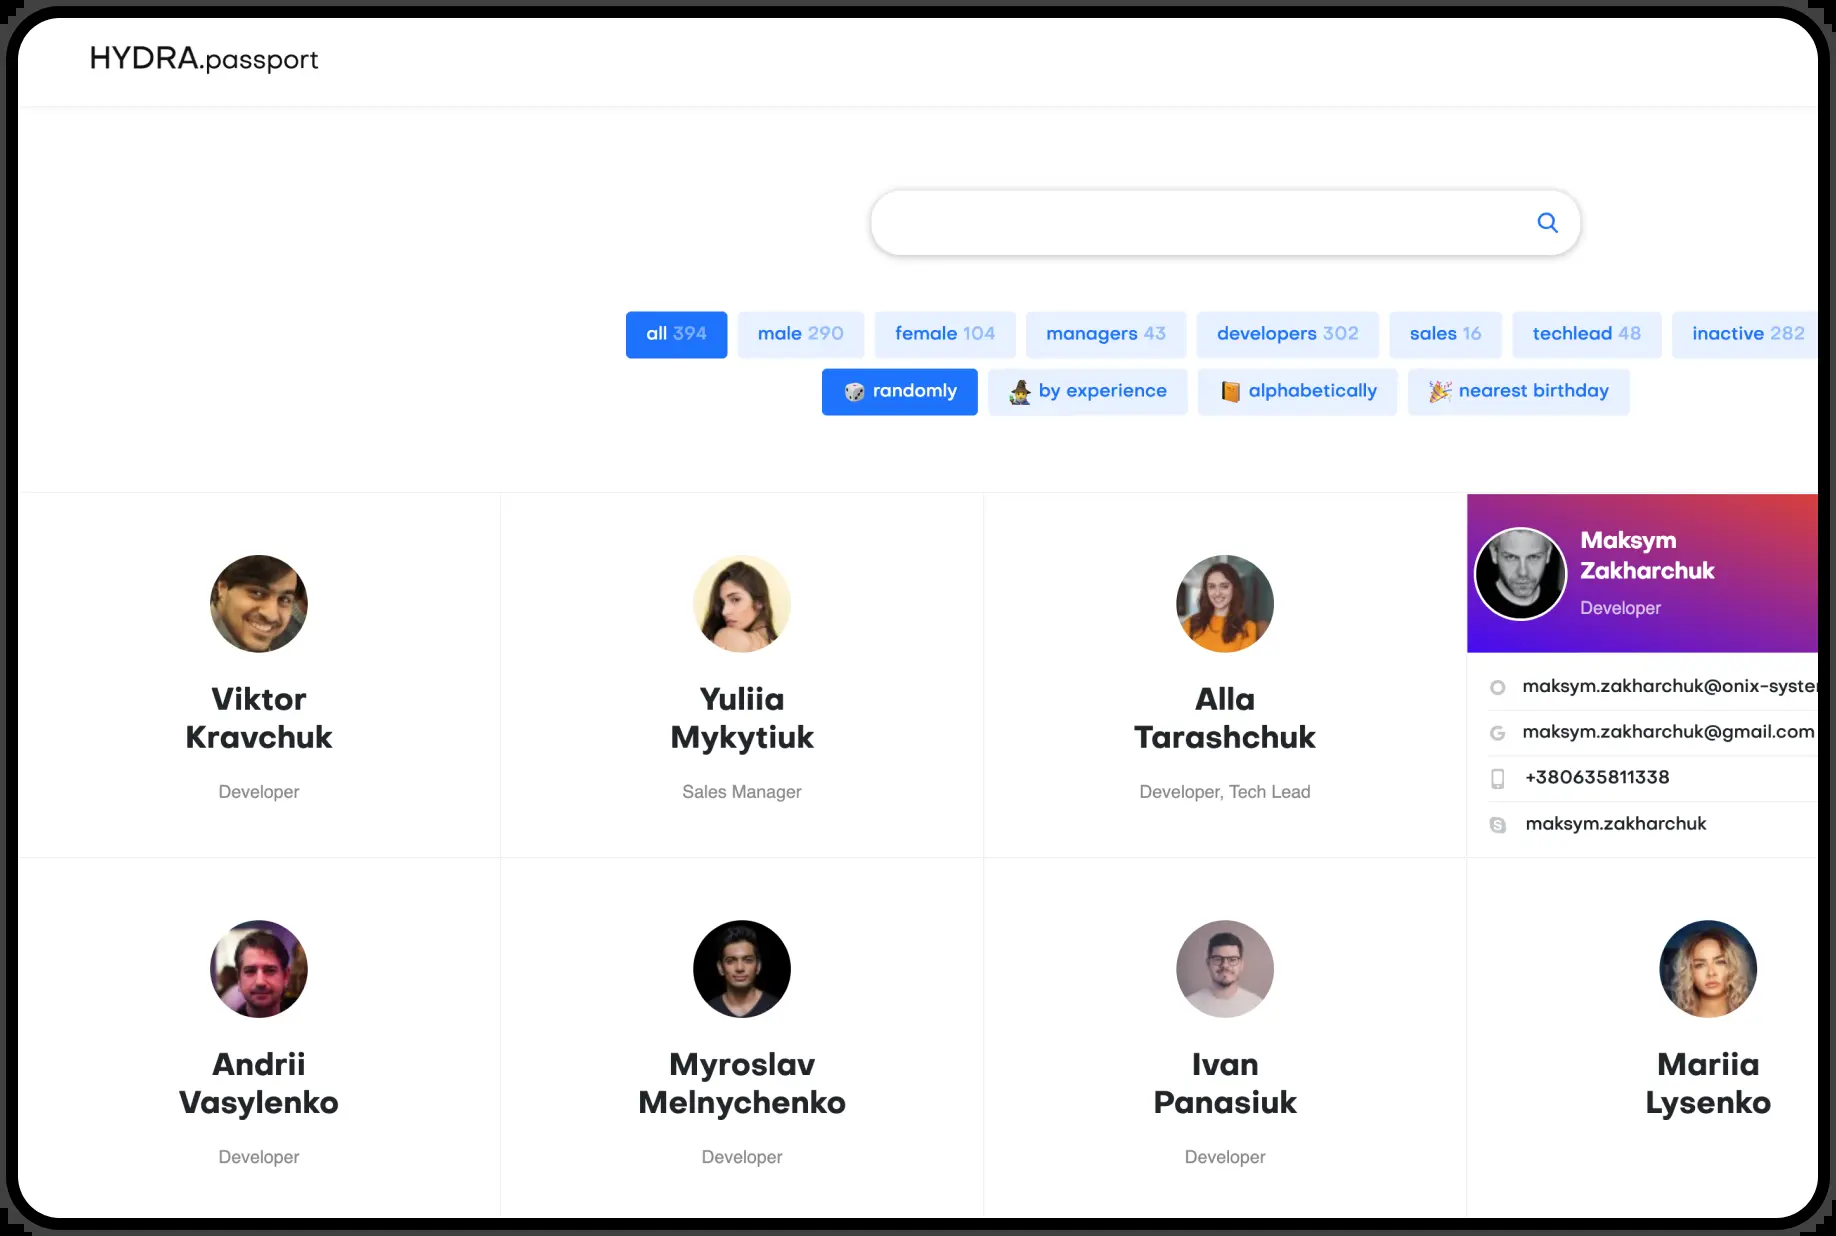 HYDRA.passport
all 394 male 290 female 104 managers 43 developers 302 sales 16 techlead 48 inactive 282
randomly by experience alphabetically nearest birthday
Viktor
Kravchuk
Developer
Yuliia
Mykytiuk
Sales Manager
Alla
Tarashchuk
Developer, Tech Lead
Maksym
Zakharchuk
Developer
maksym.zakharchuk@onix-syster
maksym.zakharchuk@gmail.com
+380635811338
maksym.zakharchuk
Andrii
Vasylenko
Developer
Myroslav
Melnychenko
Developer
Ivan
Panasiuk
Developer
Mariia
Lysenko